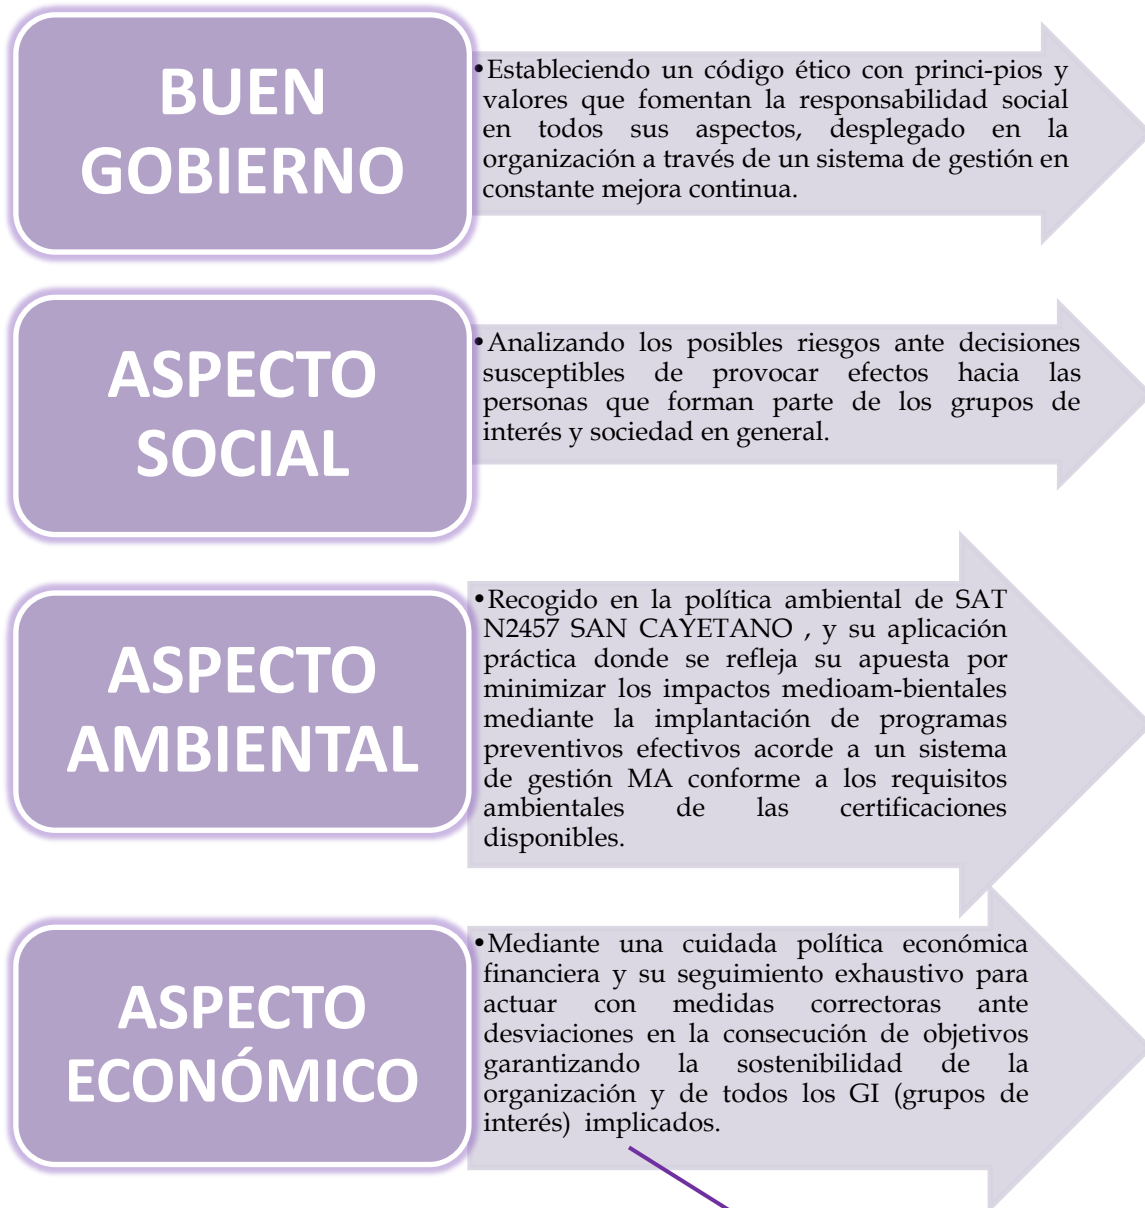 BUEN
GOBIERNO
•Estableciendo un código ético con princi-pios y
valores que fomentan la responsabilidad social
en todos sus aspectos, desplegado en la
organización a través de un sistema de gestión en
constante mejora continua.
ASPECTO
SOCIAL
•Analizando los posibles riesgos ante decisiones
susceptibles de provocar efectos hacia las
personas que forman parte de los grupos de
interés y sociedad en general.
ASPECTO
AMBIENTAL
•Recogido en la política ambiental de SAT
N2457 SAN CAYETANO , y su aplicación
práctica donde se refleja su apuesta por
minimizar los impactos medioam-bientales
mediante la implantación de programas
preventivos efectivos acorde a un sistema
de gestión MA conforme a los requisitos
ambientales de las certificaciones
disponibles.
ASPECTO
ECONÓMICO
•Mediante una cuidada política económica
financiera y su seguimiento exhaustivo para
actuar con medidas correctoras ante
desviaciones en la consecución de objetivos
garantizando la sostenibilidad de la
organización y de todos los GI (grupos de
interés) implicados.